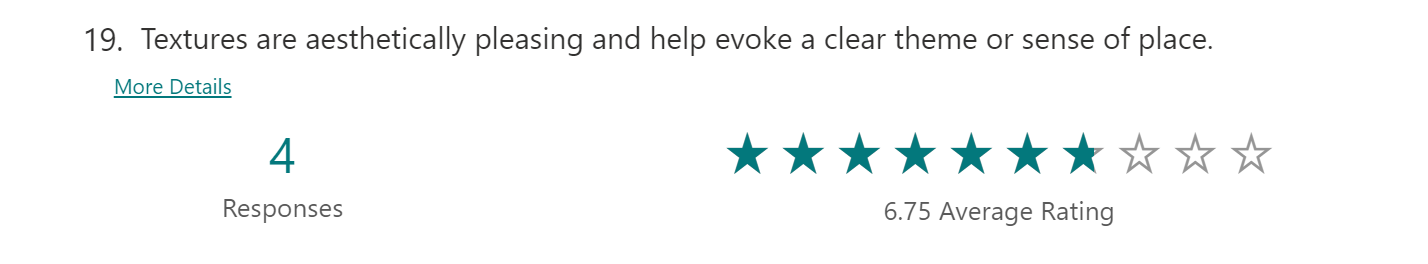 19. Textures are aesthetically pleasing and help evoke a clear theme or sense of place.
More Details
4
Responses
6.75 Average Rating